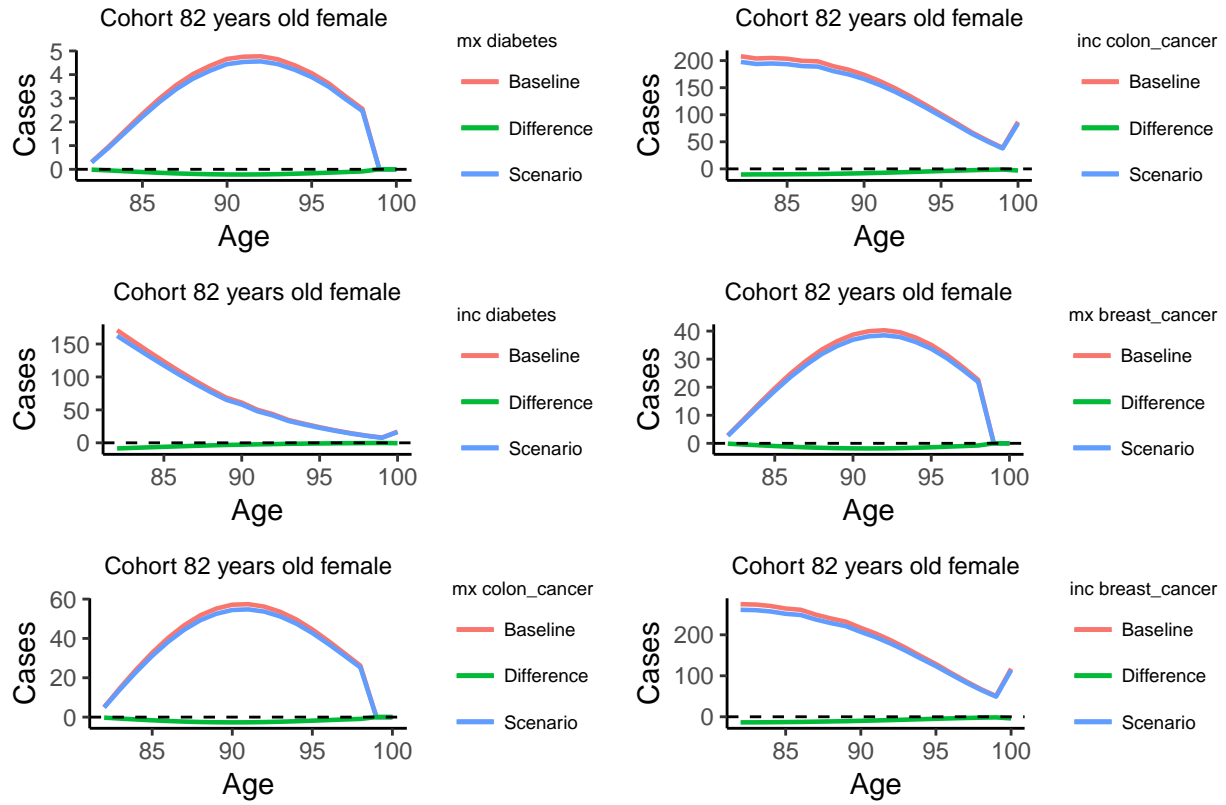 Cohort 82 years old female
mx diabetes
Baseline
Difference
Scenario
Cases
5
4
3
2
1
0
85 90 95 100
Age
Cohort 82 years old female
inc colon_cancer
Baseline
Difference
Scenario
Cases
200
150
100
50
0
85 90 95 100
Age
Cohort 82 years old female
inc diabetes
Baseline
Difference
Scenario
Cases
150
100
50
0
85 90 95 100
Age
Cohort 82 years old female
mx breast_cancer
Baseline
Difference
Scenario
Cases
40
30
20
10
0
85 90 95 100
Age
Cohort 82 years old female
mx colon_cancer
Baseline
Difference
Scenario
Cases
60
40
20
0
85 90 95 100
Age
Cohort 82 years old female
inc breast_cancer
Baseline
Difference
Scenario
Cases
200
100
0
85 90 95 100
Age